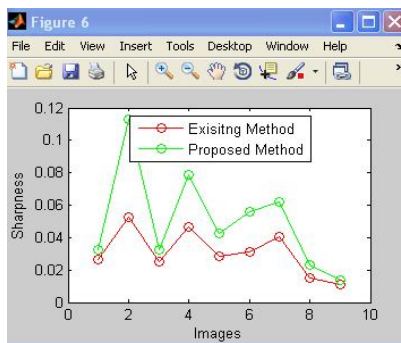 Figure 6
File Edit View Insert Tools Desktop Window Help
0.12
0.1
0.08
0.06
0.04
0.02
0
Sharpness
Exisitng Method
Proposed Method
0 2 4 6 8 10
Images